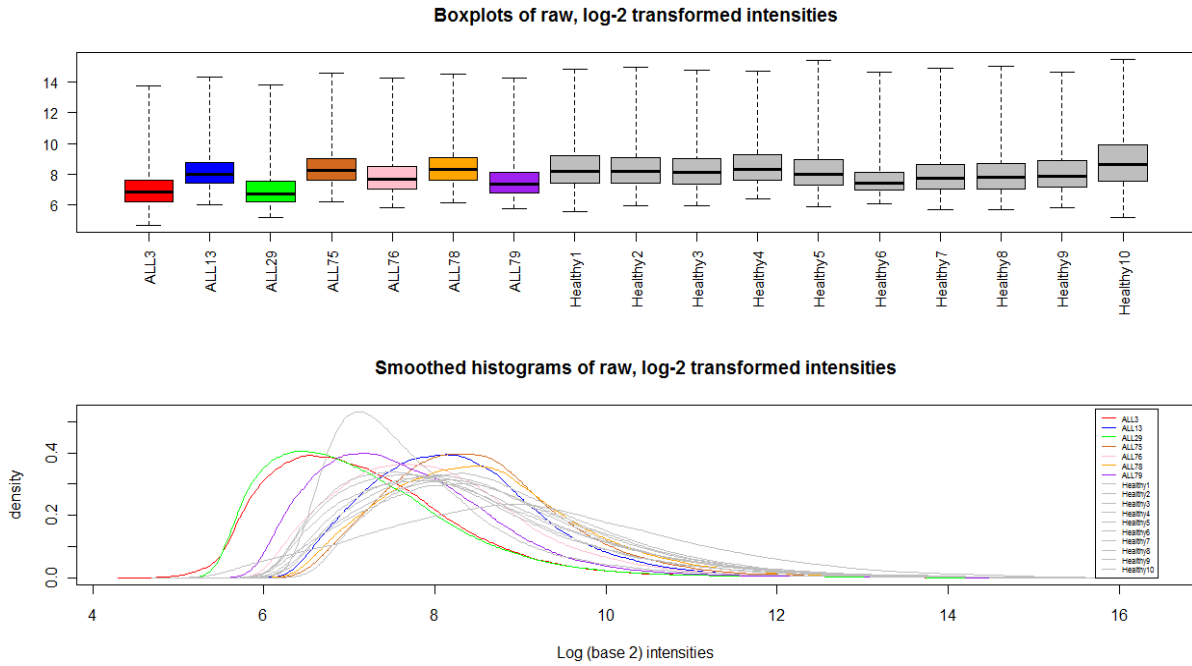 Boxplots of raw, log-2 transformed intensities
14
12
10
8
6
ALL3
ALL13
ALL29
ALL75
ALL76
ALL78
ALL79
Healthy1
Healthy2
Healthy3
Healthy4
Healthy5
Healthy6
Healthy7
Healthy8
Healthy9
Healthy10
Smoothed histograms of raw, log-2 transformed intensities
density
0.4
0.2
0.0
ALL3
ALL13
ALL29
ALL75
ALL76
ALL78
ALL79
Healthy1
Healthy2
Healthy3
Healthy4
Healthy5
Healthy6
Healthy7
Healthy8
Healthy9
Healthy10
4 6 8 10 12 14 16
Log (base 2) intensities